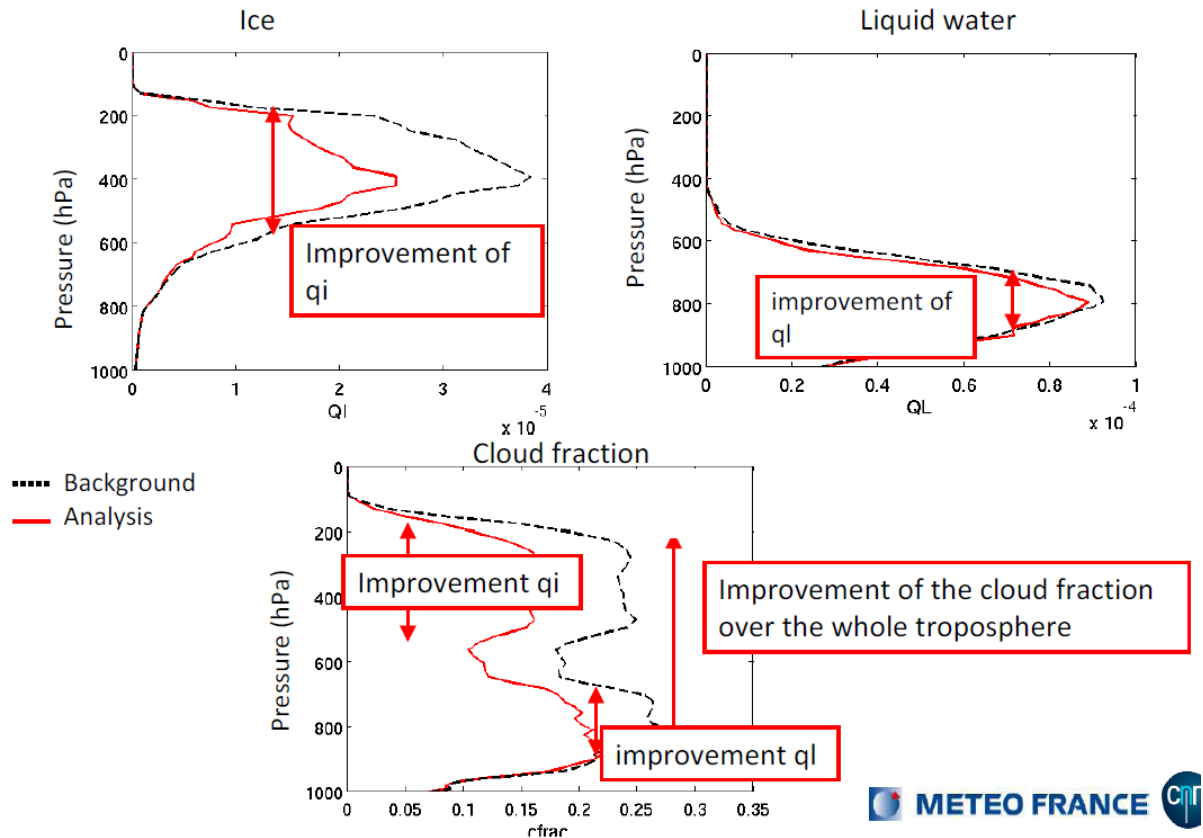 Ice
Liquid water
0
200
400
600
800
1000
Pressure (hPa)
0
1
2
3
4
QI
x 10
-5
Improvement of
qi
0
200
400
600
800
1000
Pressure (hPa)
0
0.2
0.4
0.6
0.8
1
QL
x 10
-4
improvement of
ql
Cloud fraction
Background
Analysis
0
200
400
600
800
1000
Pressure (hPa)
0
0.05
0.1
0.15
0.2
0.25
0.3
0.35
cfrac
Improvement qi
Improvement of the cloud fraction
over the whole troposphere
improvement ql
METEO FRANCE